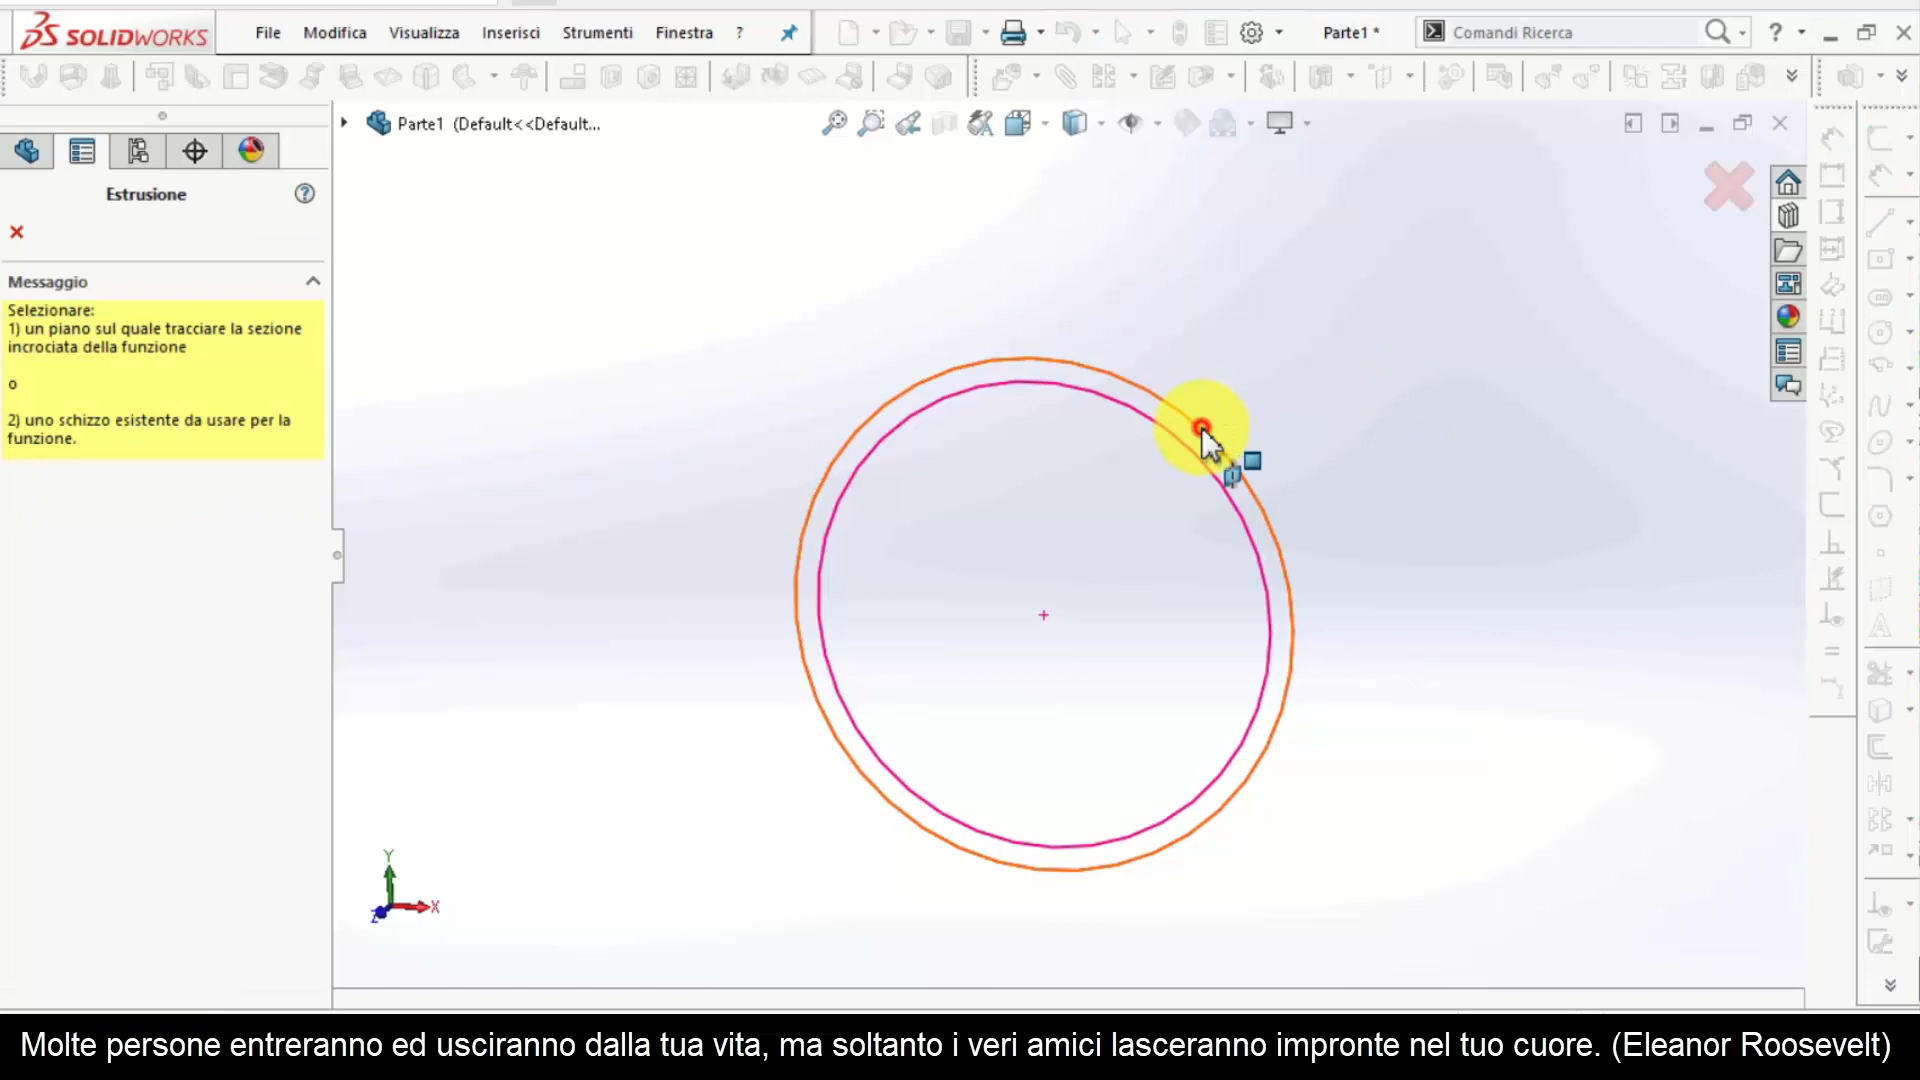 SOLIDWORKS
File Modifica Visualizza Inserisci Strumenti Finestra ?
Parte1 *
Comandi Ricerca
?
Parte1 (Default<<Default...
Estrusione
?
Messaggio
Selezionare:
1) un piano sul quale tracciare la sezione
incrociata della funzione
o
2) uno schizzo esistente da usare per la
funzione.
Y
X
Z
Molte persone entreranno ed usciranno dalla tua vita, ma soltanto i veri amici lasceranno impronte nel tuo cuore. (Eleanor Roosevelt)